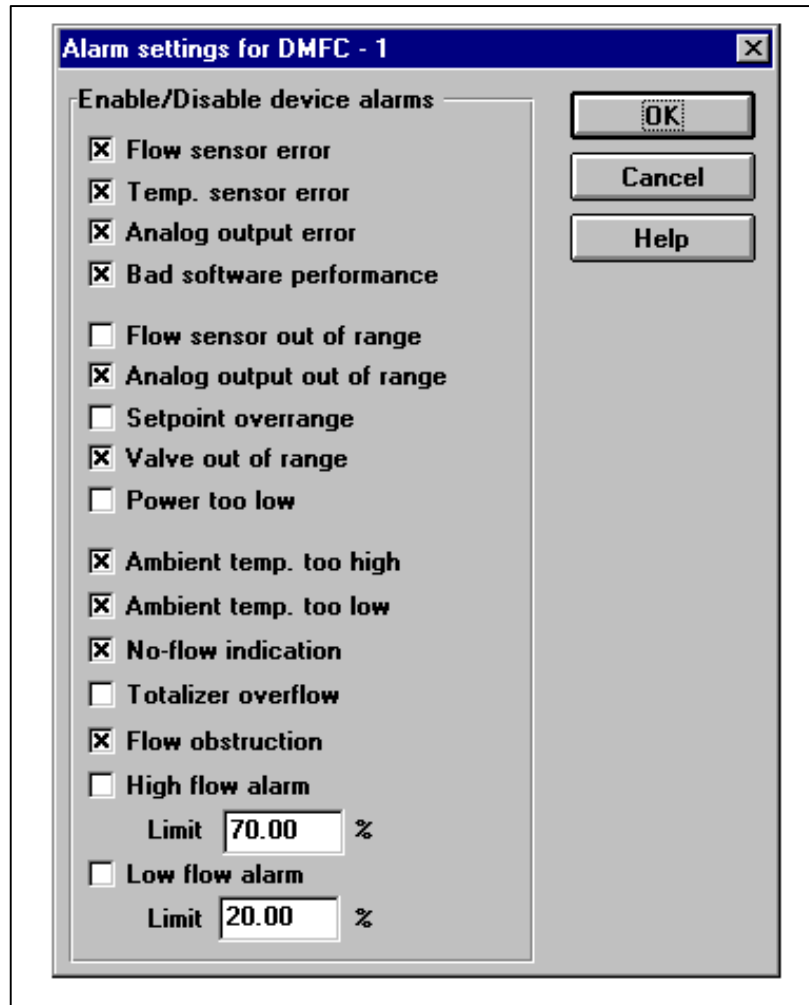 Alarm settings for DMFC - 1
Enable/Disable device alarms
Flow sensor error
Temp. sensor error
Analog output error
Bad software performance
Flow sensor out of range
Analog output out of range
Setpoint overrange
Valve out of range
Power too low
Ambient temp. too high
Ambient temp. too low
No-flow indication
Totalizer overflow
Flow obstruction
High flow alarm
Limit 70.00 %
Low flow alarm
Limit 20.00 %
OK
Cancel
Help